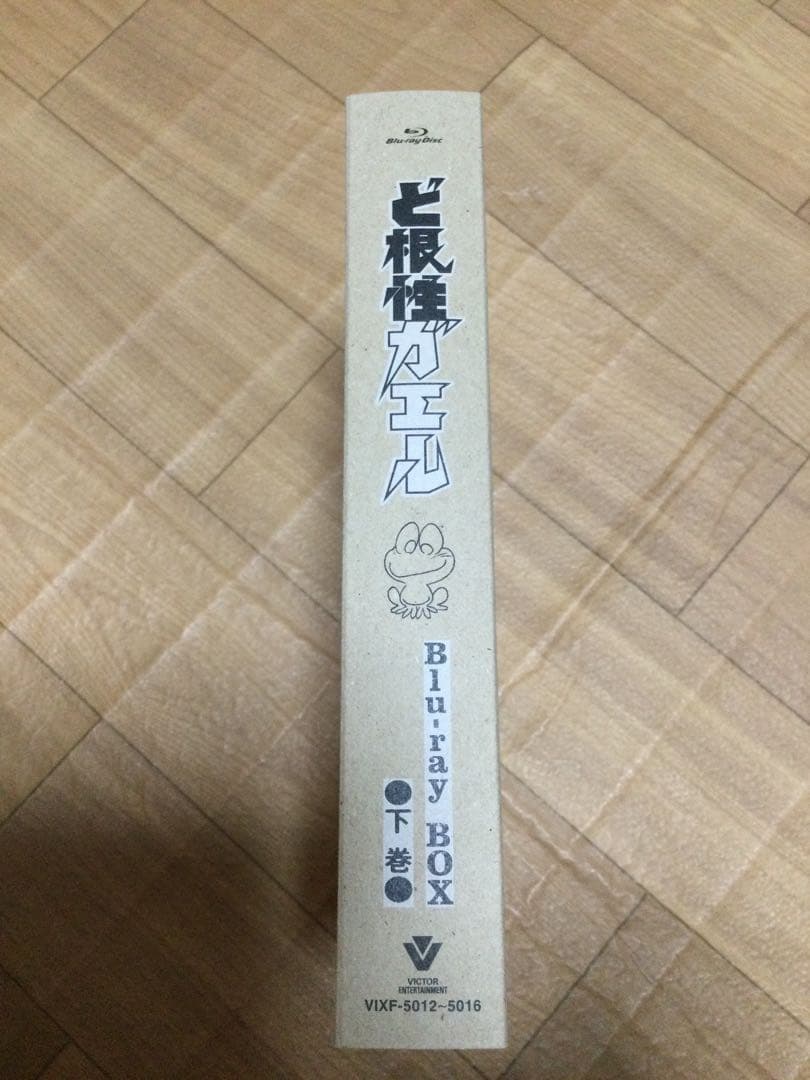 Blu-ray Disc
ど根性ガエル
Blu-ray BOX
●下巻●
VICTOR
ENTERTAINMENT
VIXF-5012~5016